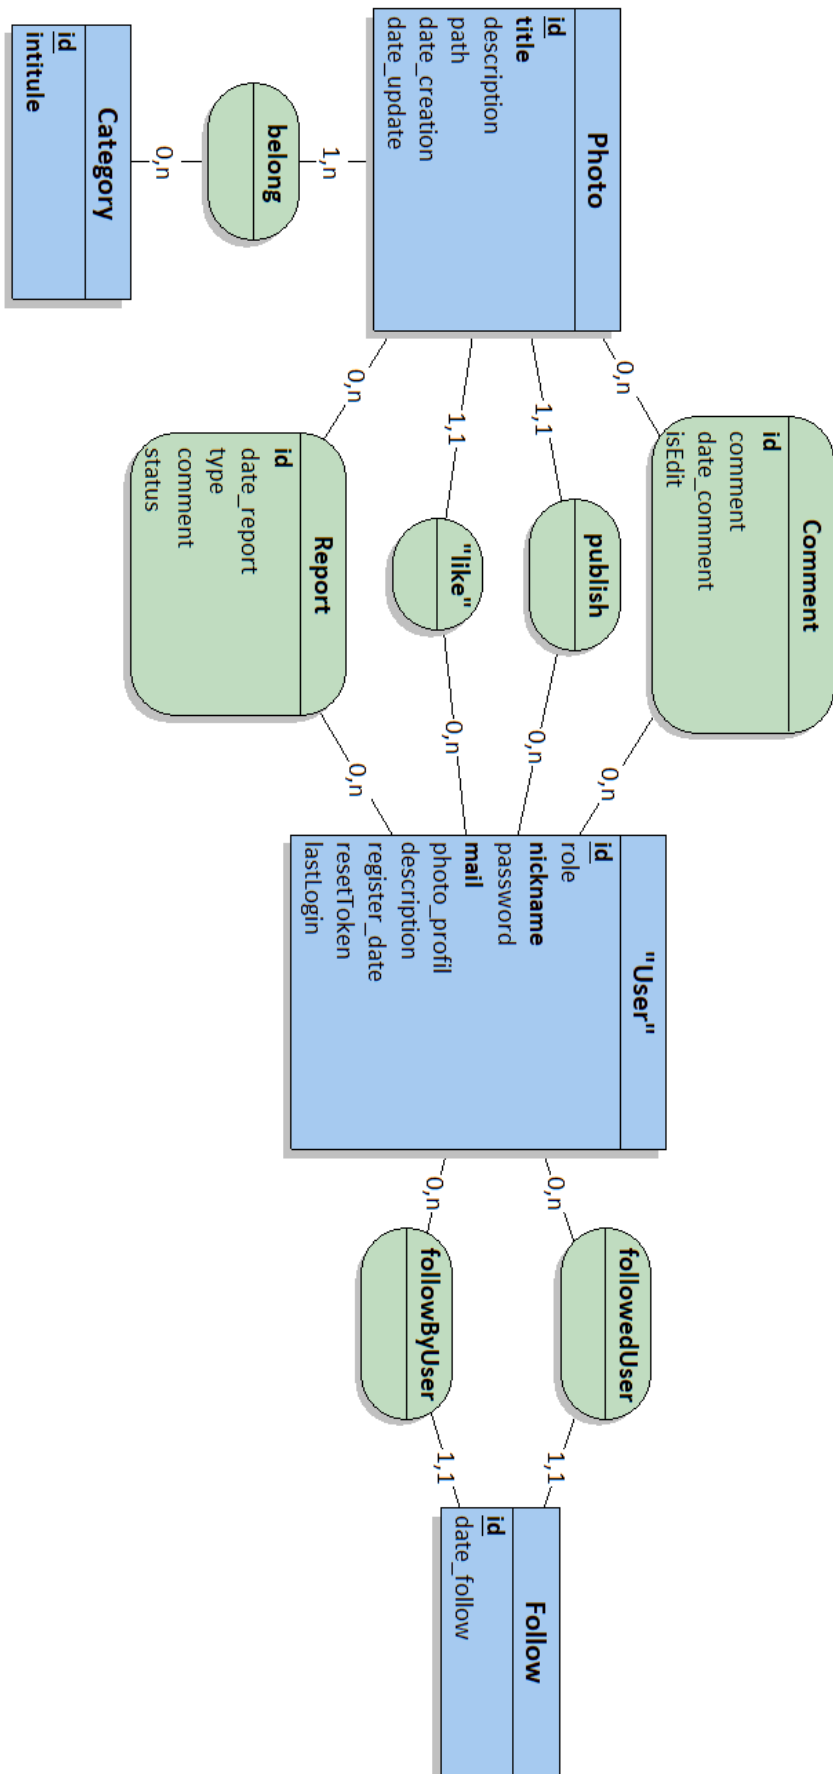 Comment
id
comment
date_comment
isEdit
Photo
id
title
description
path
date_creation
date_update
0,n
0,n
1,1
publish
0,n
1,1
"like"
0,n
0,n
Report
id
date_report
type
comment
status
0,n
1,n
belong
0,n
Category
id
intitule
"User"
id
role
nickname
password
mail
photo_profil
description
register_date
resetToken
lastLogin
0,n
followedUser
1,1
0,n
followByUser
1,1
Follow
id
date_follow